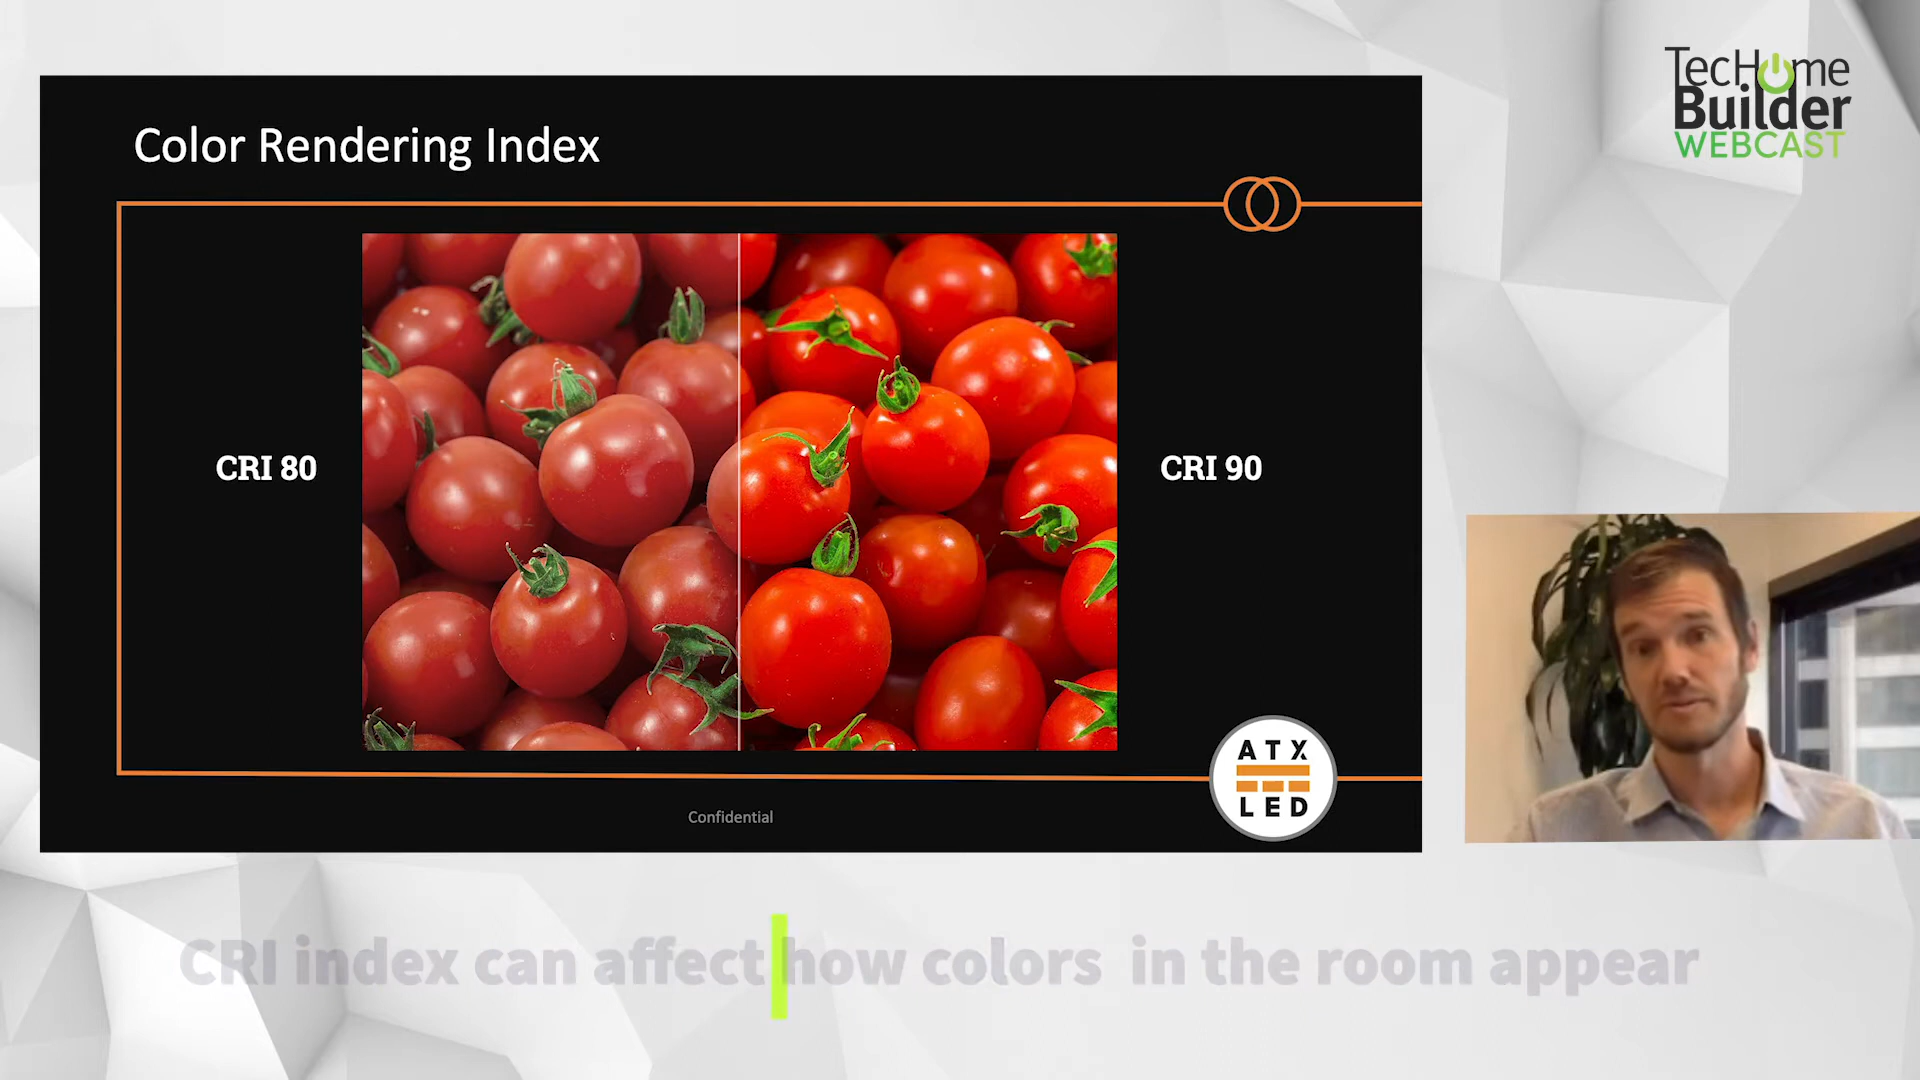 TecHome
Builder
WEBCAST
Color Rendering Index
CRI 80
CRI 90
ATX
LED
Confidential
CRI index can affect how colors in the room appear